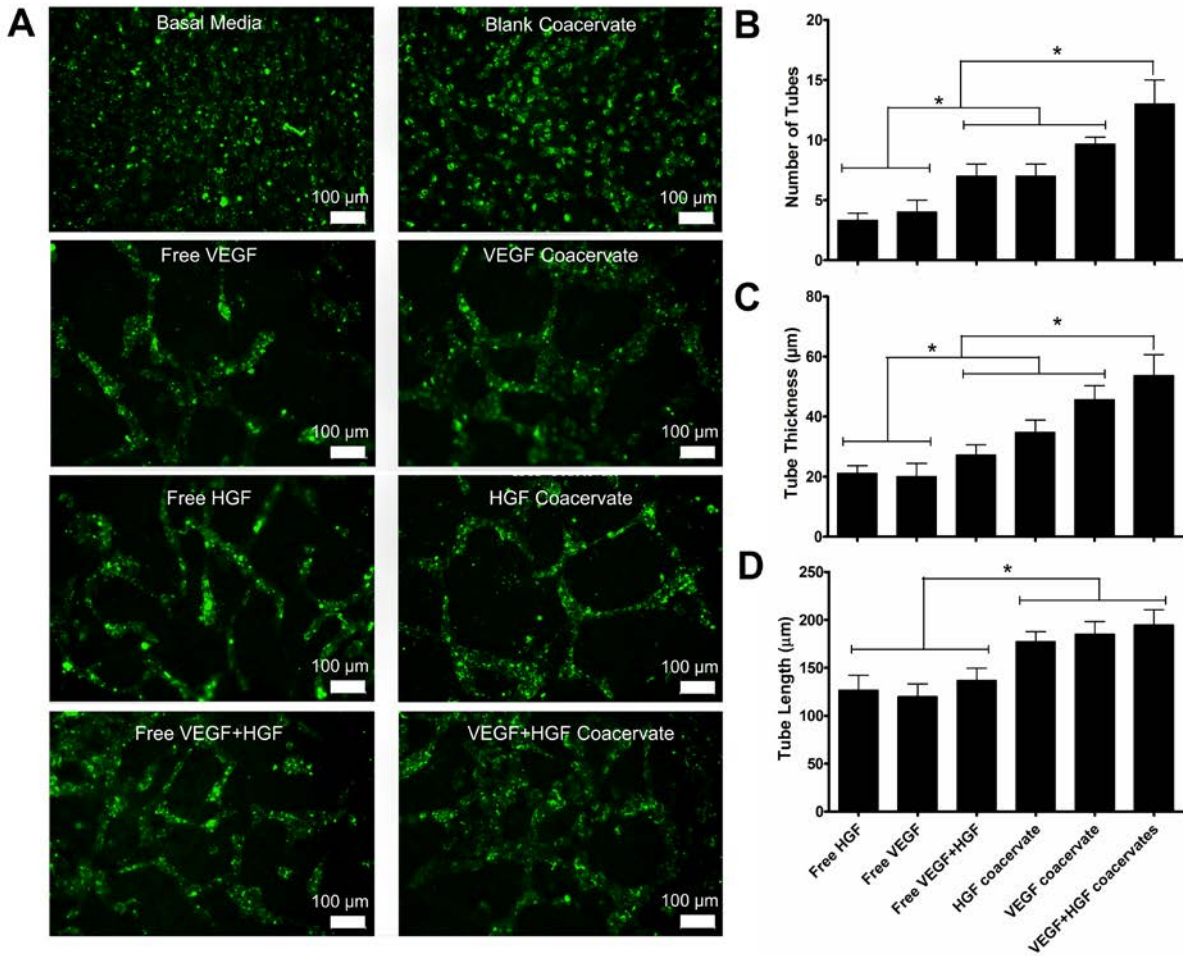 A
Basal Media
100 µm
Blank Coacervate
100 µm
Free VEGF
100 µm
VEGF Coacervate
100 µm
Free HGF
100 µm
HGF Coacervate
100 µm
Free VEGF+HGF
100 µm
VEGF+HGF Coacervate
100 µm
B
Number of Tubes
20
15
10
5
0
*
*
C
Tube Thickness (µm)
80
60
40
20
0
*
*
D
Tube Length (µm)
250
200
150
100
50
0
*
Free HGF
Free VEGF
Free VEGF+HGF
HGF coacervate
VEGF coacervate
VEGF+HGF coacervates